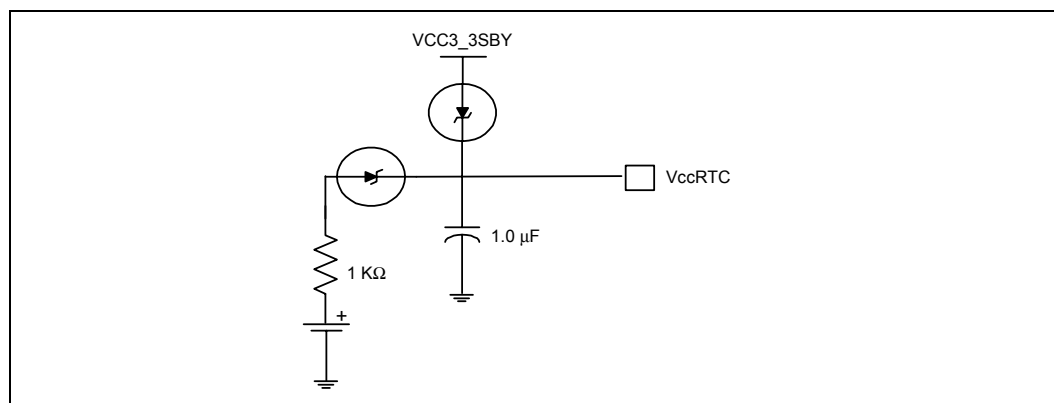 VCC3_3SBY
VccRTC
1.0 μF
1 KΩ
+